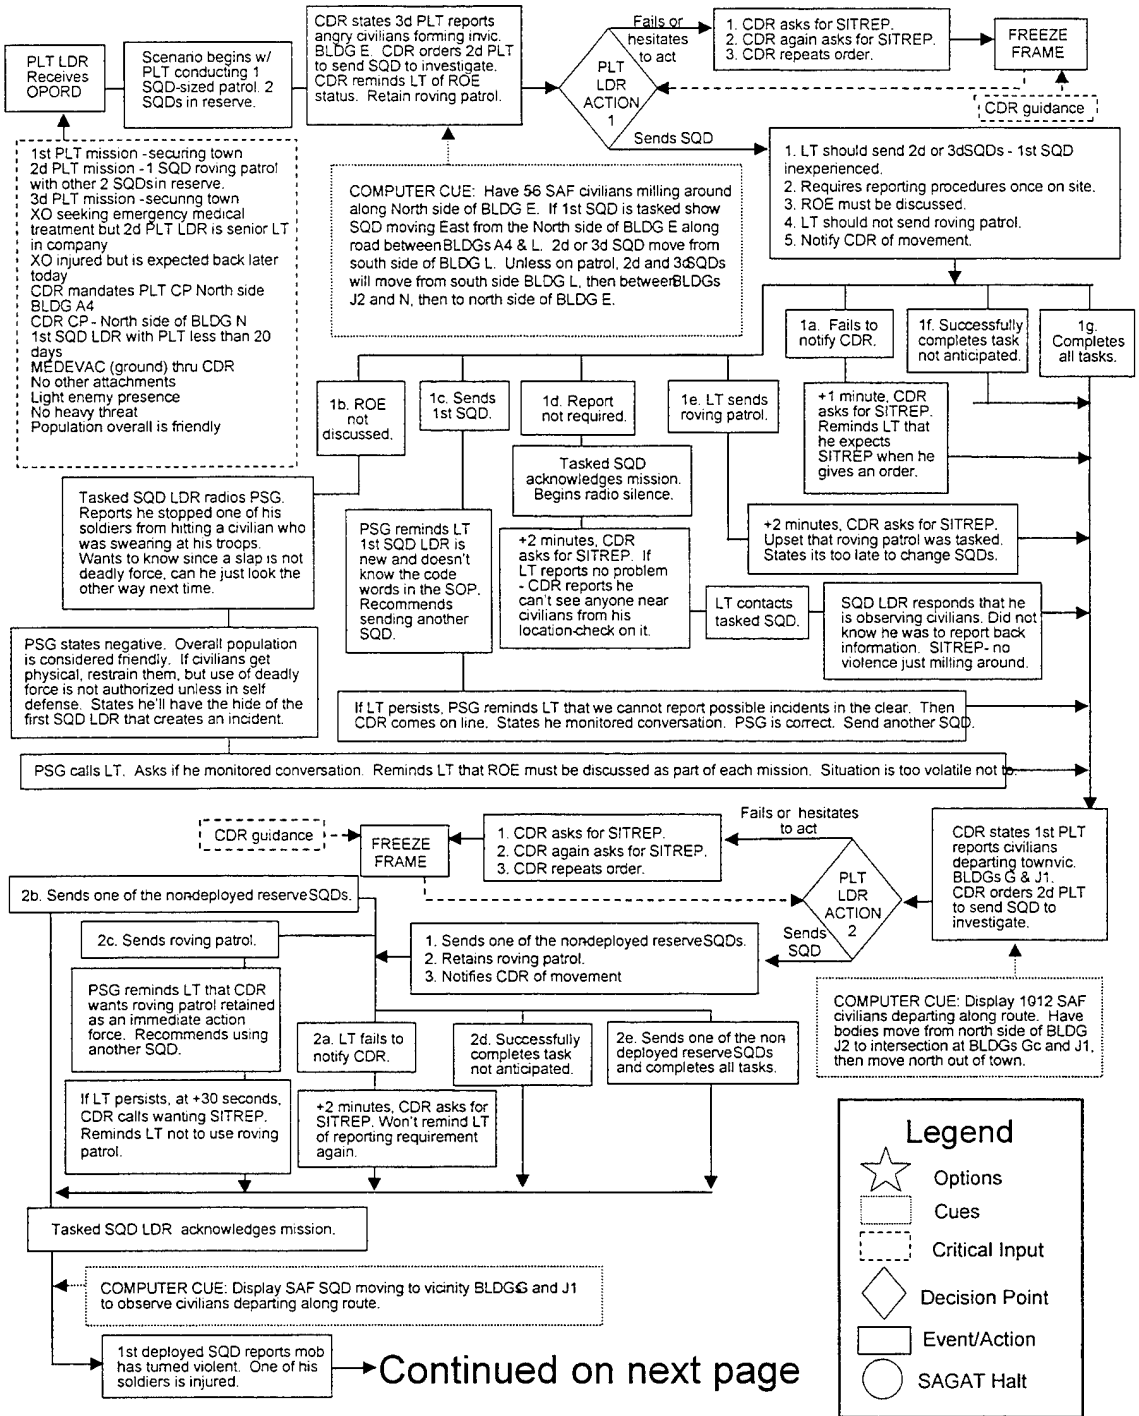 PLT LDR
Receives
OPORD
Scenario begins w/
PLT conducting 1
SQD-sized patrol. 2
SQDs in reserve.
CDR states 3d PLT reports
angry civilians forming invic.
BLDG E. CDR orders 2d PLT
to send SQD to investigate.
CDR reminds LT of ROE
status. Retain roving patrol.
PLT
LDR
ACTION
1
Fails or
hesitates
to act
1. CDR asks for SITREP.
2. CDR again asks for SITREP.
3. CDR repeats order.
FREEZE
FRAME
CDR guidance
Sends SQD
1st PLT mission -securing town
2d PLT mission -1 SQD roving patrol
with other 2 SQDsin reserve.
3d PLT mission -securing town
XO seeking emergency medical
treatment but 2d PLT LDR is senior LT
in company
XO injured but is expected back later
today
CDR mandates PLT CP North side
BLDG A4
CDR CP - North side of BLDG N
1st SQD LDR with PLT less than 20
days
MEDEVAC (ground) thru CDR
No other attachments
Light enemy presence
No heavy threat
Population overall is friendly
COMPUTER CUE: Have 56 SAF civilians milling around
along North side of BLDG E. If 1st SQD is tasked show
SQD moving East from the North side of BLDG E along
road between BLDGs A4 & L. 2d or 3d SQD move from
south side of BLDG L. Unless on patrol, 2d and 3dSQDs
will move from south side BLDG L, then between BLDGs
J2 and N, then to north side of BLDG E.
1. LT should send 2d or 3dSQDs - 1st SQD
inexperienced.
2. Requires reporting procedures once on site.
3. ROE must be discussed.
4. LT should not send roving patrol.
5. Notify CDR of movement.
1a. Fails to
notify CDR.
1f. Successfully
completes task
not anticipated.
1g.
Completes
all tasks.
1b. ROE
not
discussed.
1c. Sends
1st SQD.
1d. Report
not required.
1e. LT sends
roving patrol.
+1 minute, CDR
asks for SITREP.
Reminds LT that
he expects
SITREP when he
gives an order.
Tasked SQD
acknowledges mission.
Begins radio silence.
Tasked SQD LDR radios PSG.
Reports he stopped one of his
soldiers from hitting a civilian who
was swearing at his troops.
Wants to know since a slap is not
deadly force, can he just look the
other way next time.
PSG reminds LT
1st SQD LDR is
new and doesn't
know the code
words in the SOP.
Recommends
sending another
SQD.
+2 minutes, CDR
asks for SITREP. If
LT reports no problem
- CDR reports he
can't see anyone near
civilians from his
location-check on it.
+2 minutes, CDR asks for SITREP.
Upset that roving patrol was tasked.
States its too late to change SQDs.
LT contacts
tasked SQD.
SQD LDR responds that he
is observing civilians. Did not
know he was to report back
information. SITREP- no
violence just milling around.
PSG states negative. Overall population
is considered friendly. If civilians get
physical, restrain them, but use of deadly
force is not authorized unless in self
defense. States he'll have the hide of the
first SQD LDR that creates an incident.
If LT persists, PSG reminds LT that we cannot report possible incidents in the clear. Then
CDR comes on line. States he monitored conversation. PSG is correct. Send another SQD.
PSG calls LT. Asks if he monitored conversation. Reminds LT that ROE must be discussed as part of each mission. Situation is too volatile not to.
CDR states 1st PLT
reports civilians
departing townvic.
BLDGs G & J1.
CDR orders 2d PLT
to send SQD to
investigate.
PLT
LDR
ACTION
2
Fails or hesitates
to act
1. CDR asks for SITREP.
2. CDR again asks for SITREP.
3. CDR repeats order.
FREEZE
FRAME
CDR guidance
Sends
SQD
1. Sends one of the nondeployed reserveSQDs.
2. Retains roving patrol.
3. Notifies CDR of movement
COMPUTER CUE: Display 1012 SAF
civilians departing along route. Have
bodies move from north side of BLDG
J2 to intersection at BLDGs Gc and J1,
then move north out of town.
2b. Sends one of the nondeployed reserveSQDs.
2c. Sends roving patrol.
PSG reminds LT that CDR
wants roving patrol retained
as an immediate action
force. Recommends using
another SQD.
If LT persists, at +30 seconds,
CDR calls wanting SITREP.
Reminds LT not to use roving
patrol.
2a. LT fails to
notify CDR.
+2 minutes, CDR asks for
SITREP. Won't remind LT
of reporting requirement
again.
2d. Successfully
completes task
not anticipated.
2e. Sends one of the non
deployed reserveSQDs
and completes all tasks.
Tasked SQD LDR acknowledges mission.
COMPUTER CUE: Display SAF SQD moving to vicinity BLDGsG and J1
to observe civilians departing along route.
1st deployed SQD reports mob
has turned violent. One of his
soldiers is injured.
Continued on next page
Legend
Options
Cues
Critical Input
Decision Point
Event/Action
SAGAT Halt